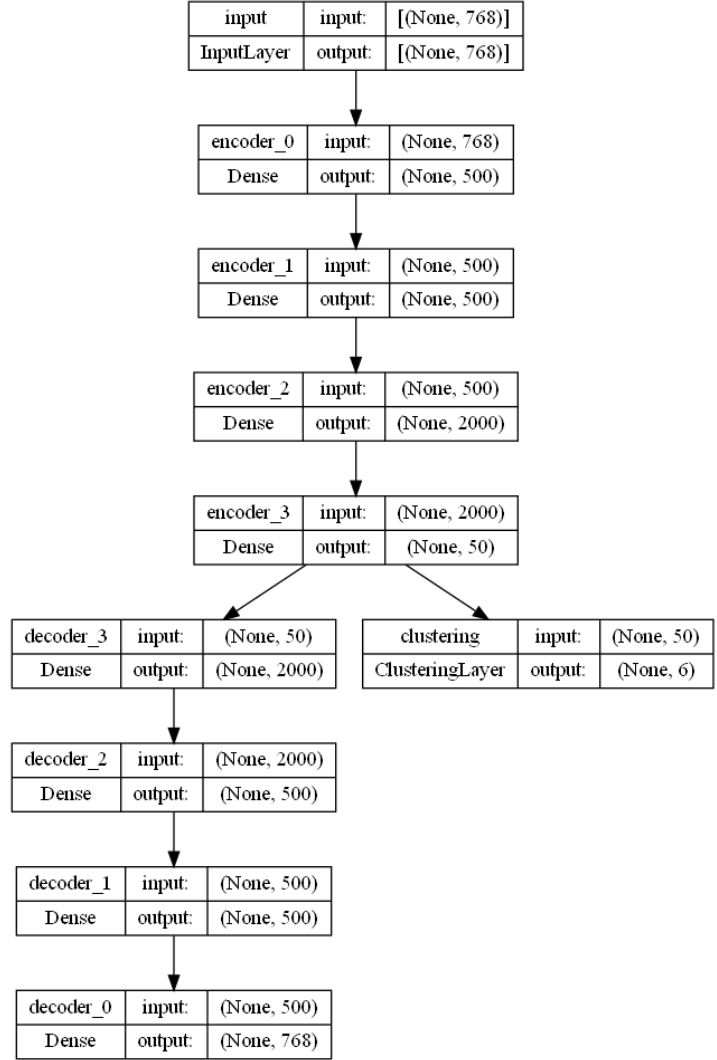 input input: [(None, 768)]
InputLayer output: [(None, 768)]
encoder_0 input: (None, 768)
Dense output: (None, 500)
encoder_1 input: (None, 500)
Dense output: (None, 500)
encoder_2 input: (None, 500)
Dense output: (None, 2000)
encoder_3 input: (None, 2000)
Dense output: (None, 50)
decoder_3 input: (None, 50)
Dense output: (None, 2000)
clustering input: (None, 50)
ClusteringLayer output: (None, 6)
decoder_2 input: (None, 2000)
Dense output: (None, 500)
decoder_1 input: (None, 500)
Dense output: (None, 500)
decoder_0 input: (None, 500)
Dense output: (None, 768)